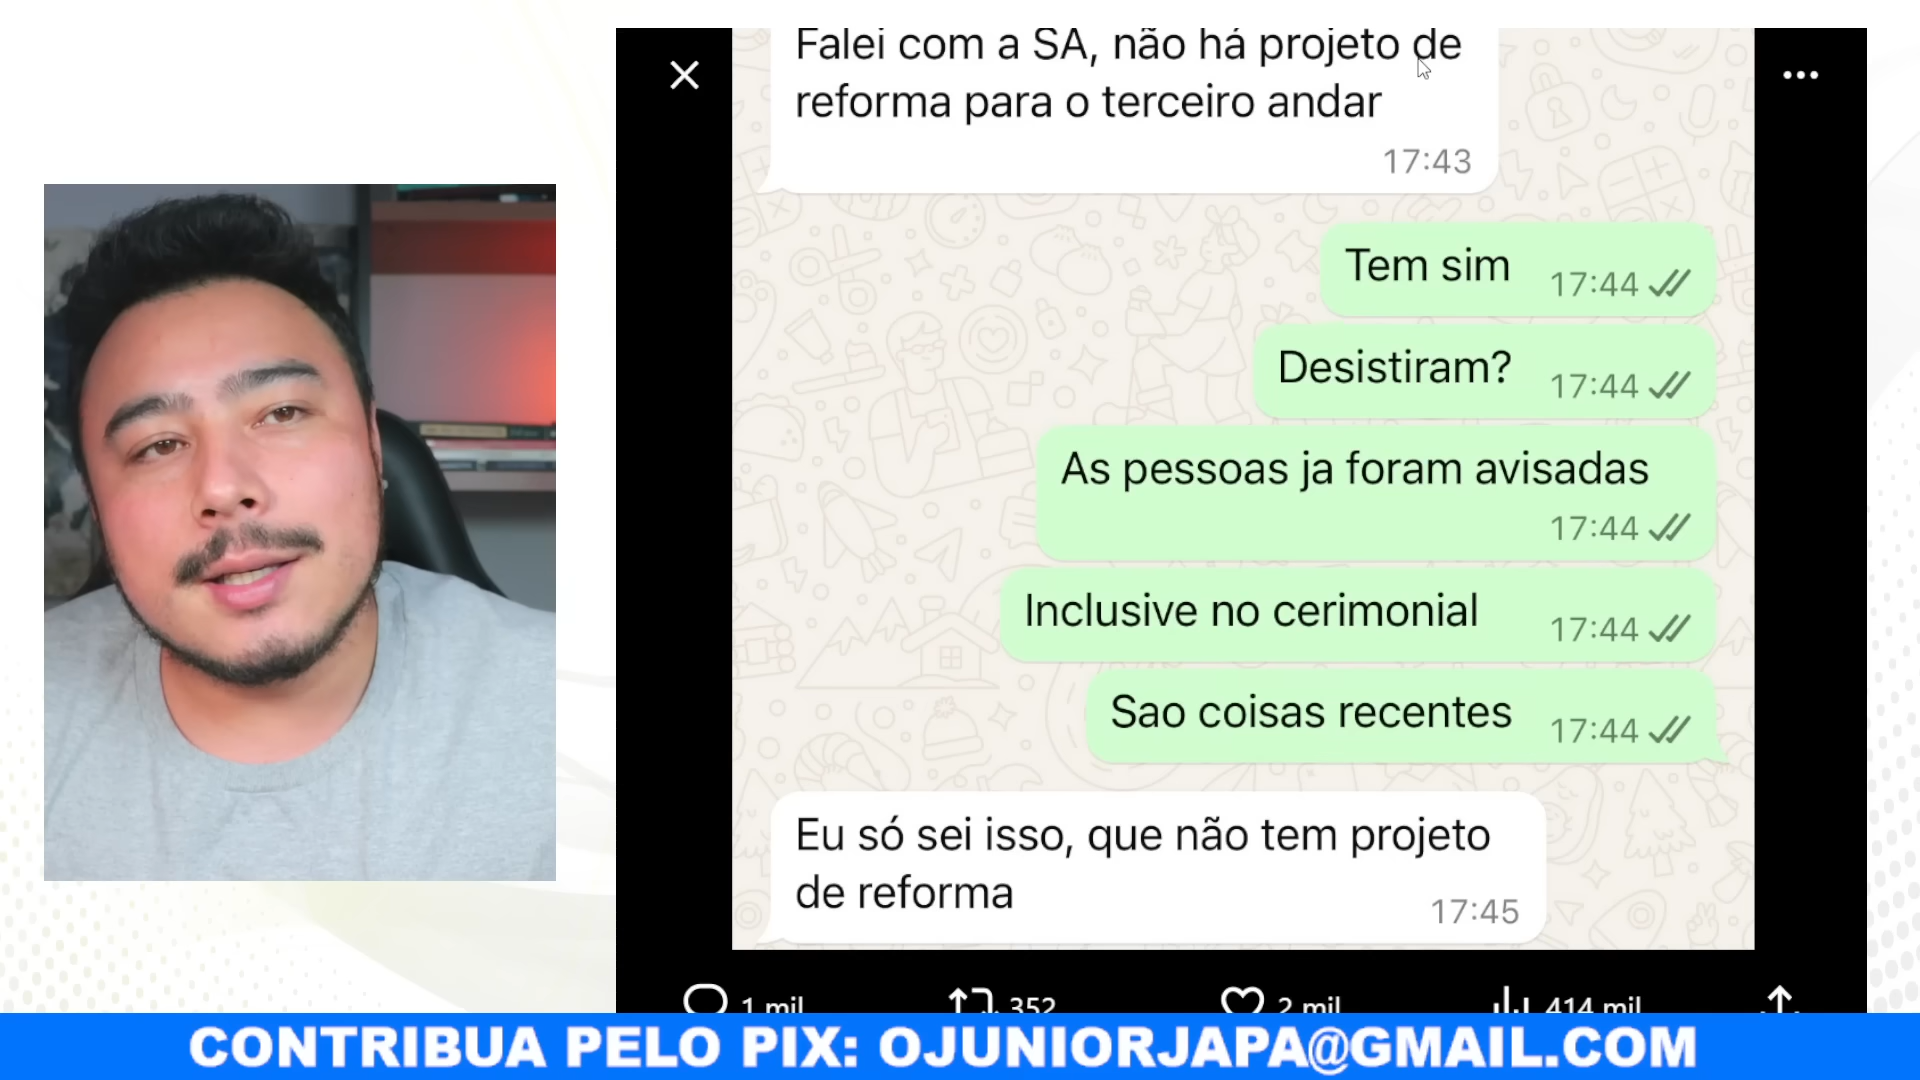 Falei com a SA, não há projeto de
reforma para o terceiro andar
17:43
Tem sim 17:44
Desistiram? 17:44
As pessoas ja foram avisadas
17:44
Inclusive no cerimonial 17:44
Sao coisas recentes 17:44
Eu só sei isso, que não tem projeto
de reforma
17:45
1 mil 352 2 mil 414 mil
CONTRIBUA PELO PIX: OJUNIORJAPA@GMAIL.COM